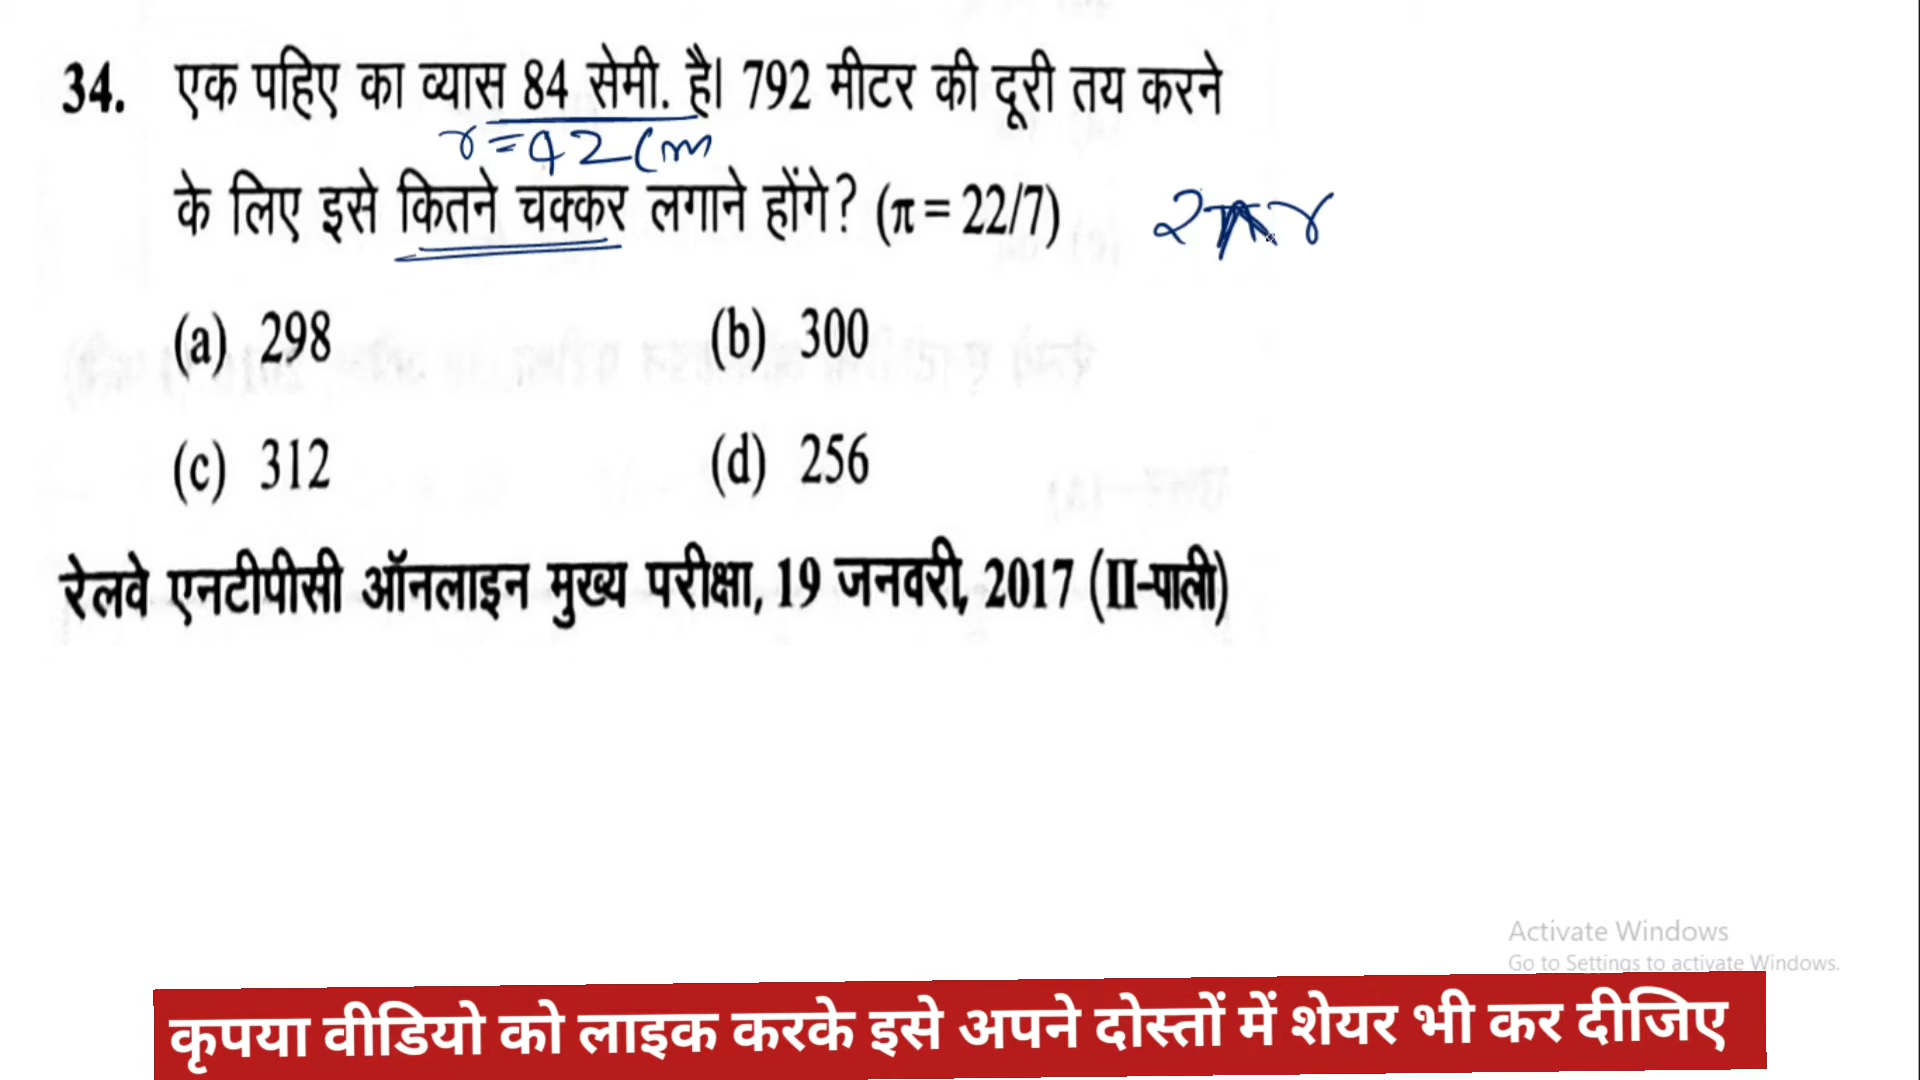 34. एक पहिए का व्यास 84 सेमी. है। 792 मीटर की दूरी तय करने
r = 42 cm
के लिए इसे कितने चक्कर लगाने होंगे? (π = 22/7) 2πr
(a) 298 (b) 300
(c) 312 (d) 256
रेलवे एनटीपीसी ऑनलाइन मुख्य परीक्षा, 19 जनवरी, 2017 (II-पाली)
Activate Windows
Go to Settings to activate Windows.
कृपया वीडियो को लाइक करके इसे अपने दोस्तों में शेयर भी कर दीजिए